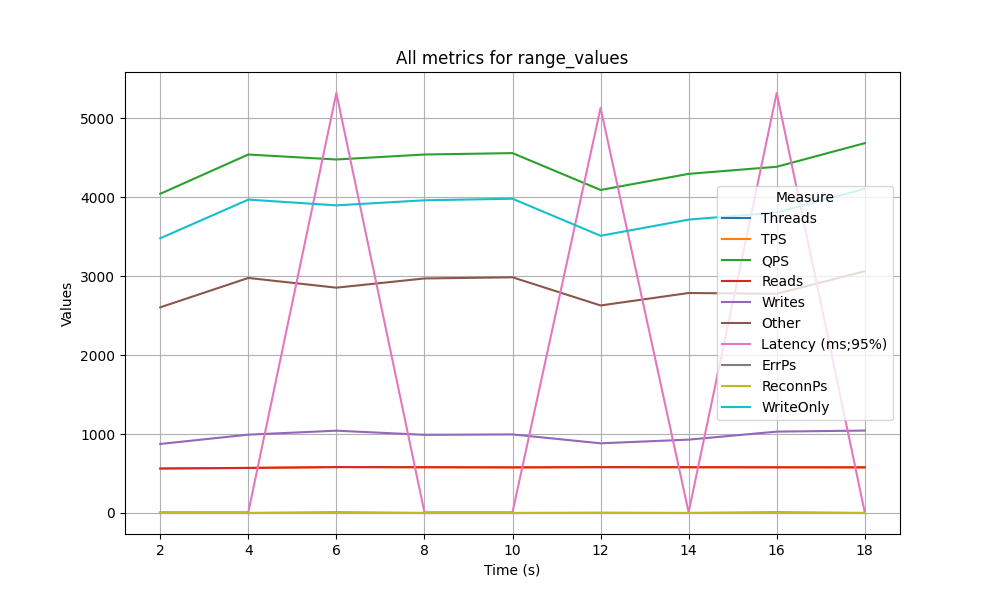 All metrics for range_values
Values
5000
4000
3000
2000
1000
0
Measure
Threads
TPS
QPS
Reads
Writes
Other
Latency (ms;95%)
ErrPs
ReconnPs
WriteOnly
2 4 6 8 10 12 14 16 18
Time (s)